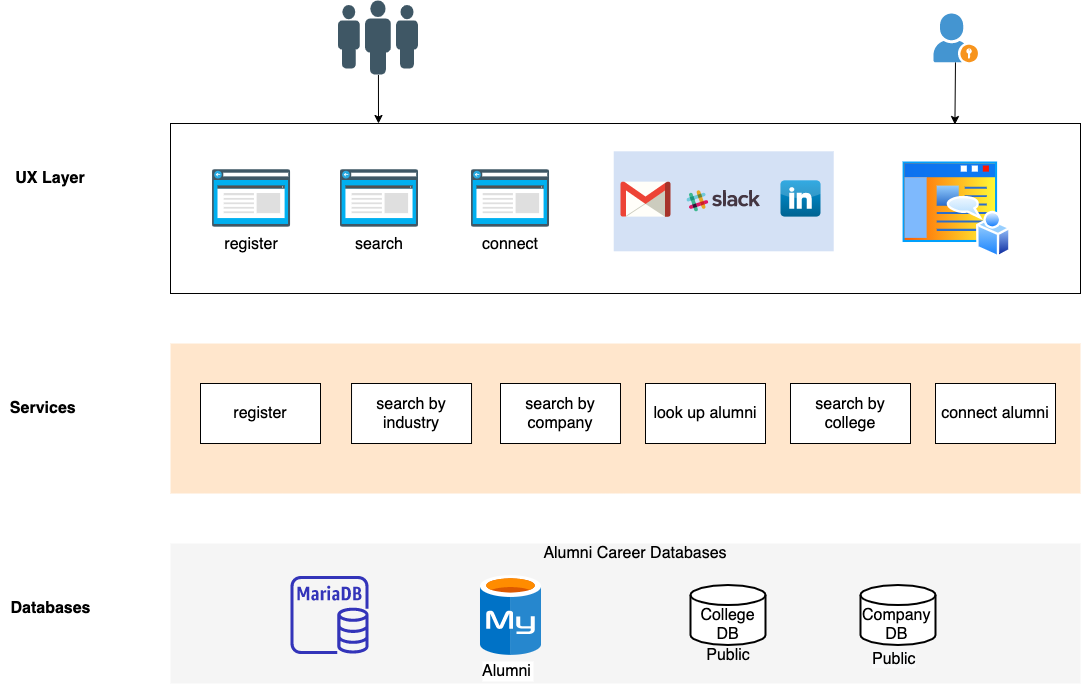 UX Layer
slack
in
register
search
connect
Services
register
search by
industry
search by
company
look up alumni
search by
college
connect alumni
Databases
Alumni Career Databases
MariaDB
My
Alumni
College
DB
Public
Company
DB
Public